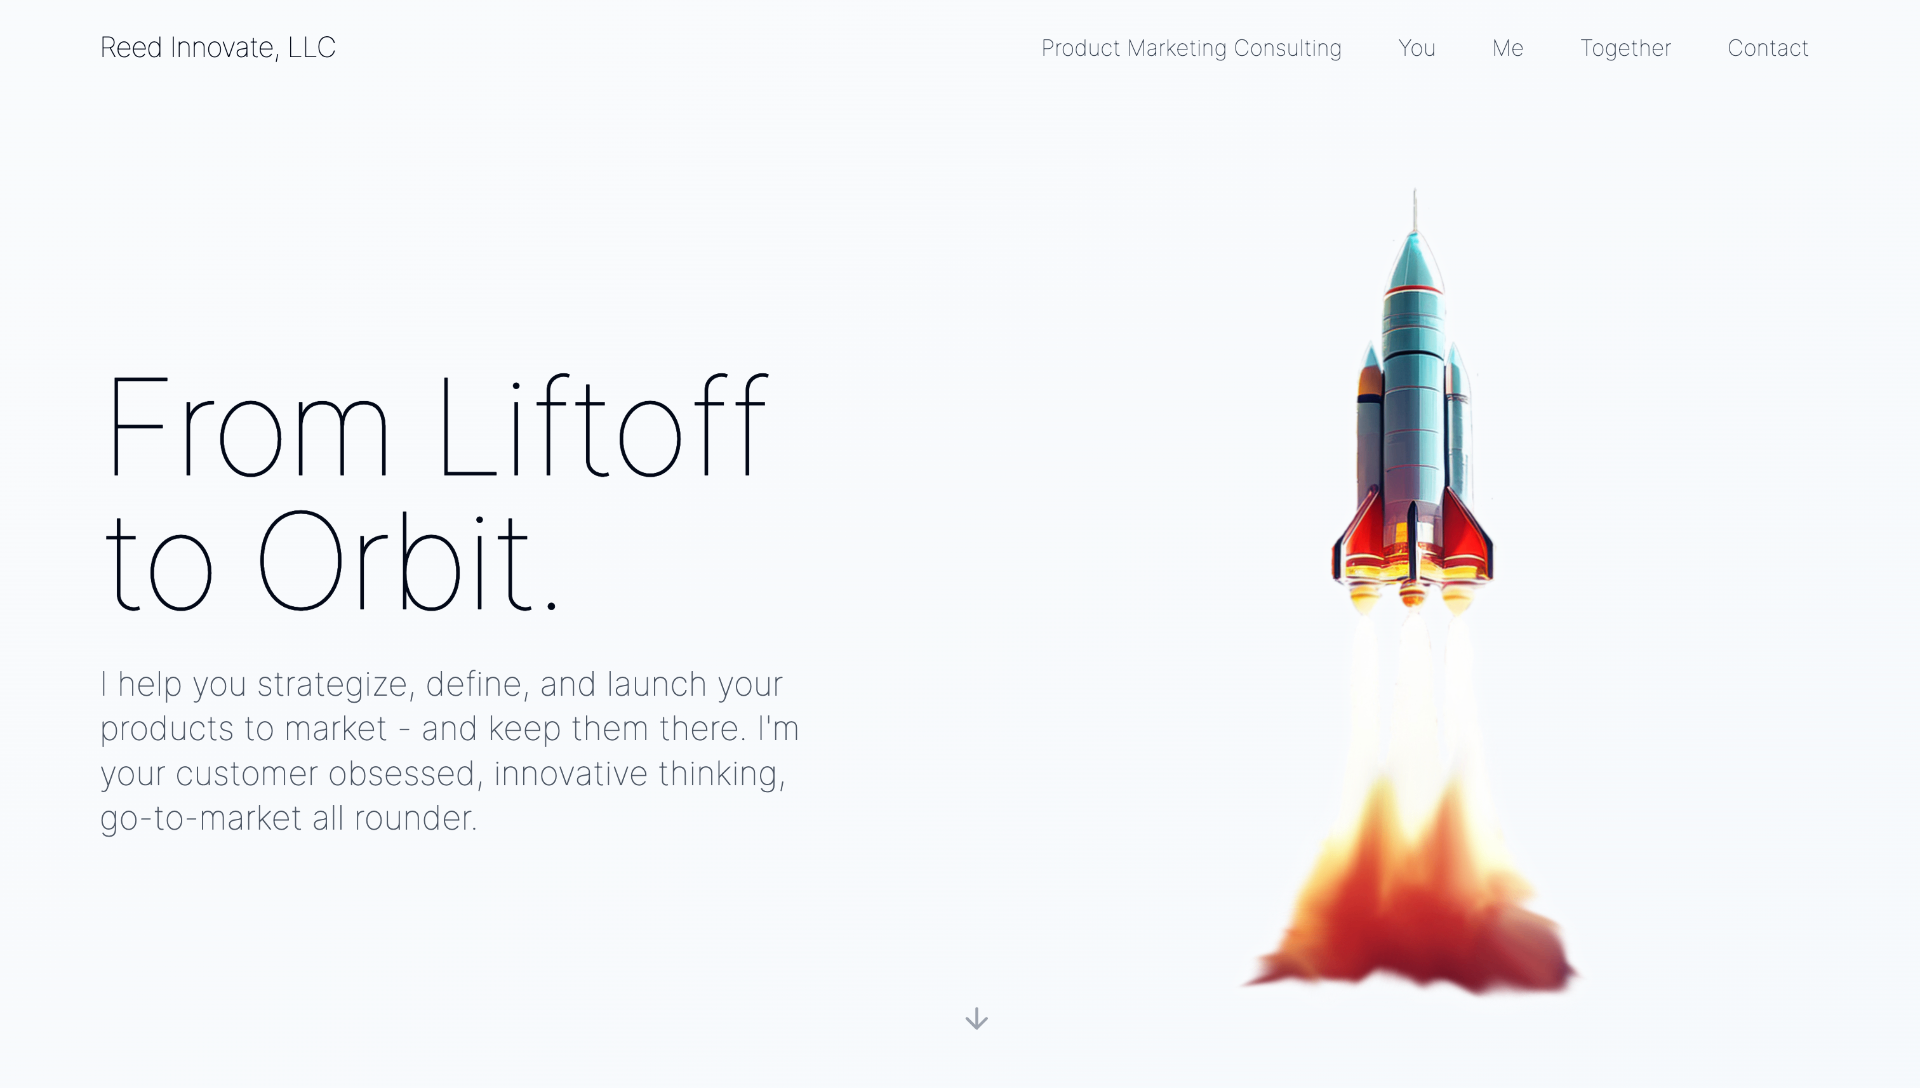 Reed Innovate, LLC
Product Marketing Consulting
You
Me
Together
Contact
From Liftoff
to Orbit.
I help you strategize, define, and launch your
products to market - and keep them there. I'm
your customer obsessed, innovative thinking,
go-to-market all rounder.